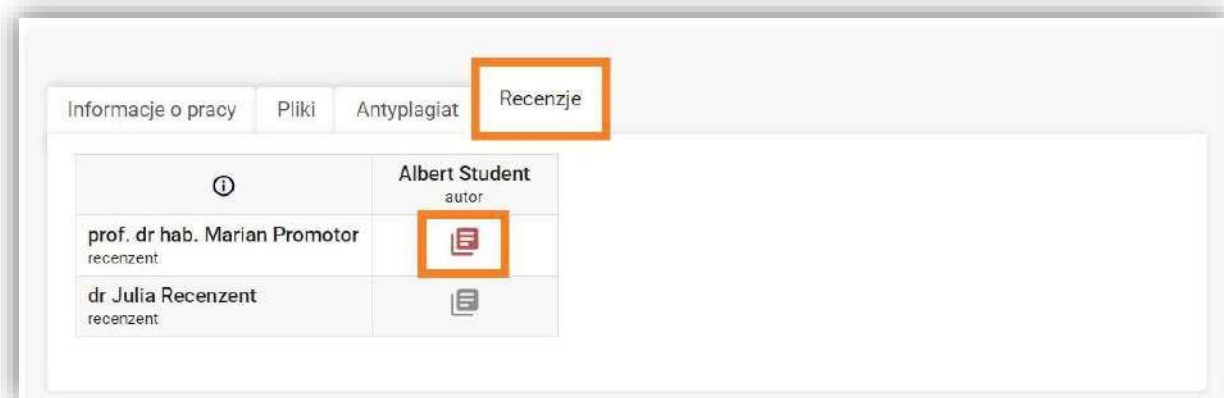 Informacje o pracy Pliki Antyplagiat Recenzje
Albert Student
autor
prof. dr hab. Marian Promotor
recenzent
dr Julia Recenzent
recenzent